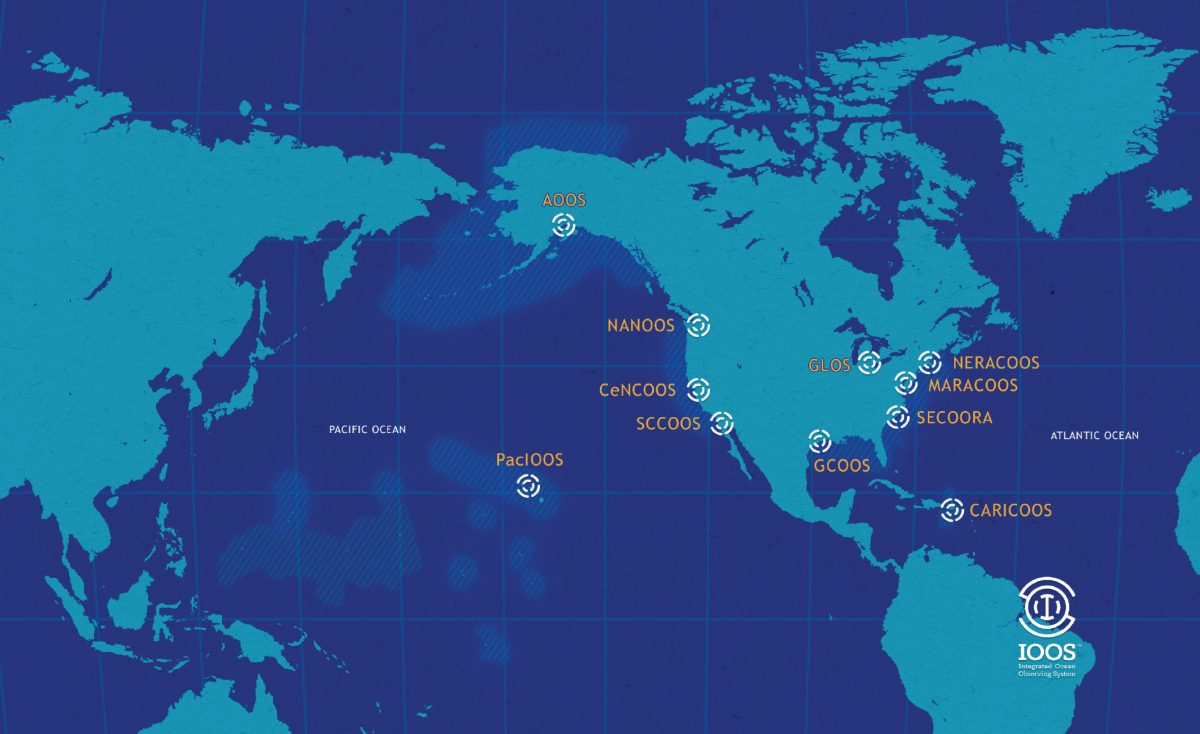 AOOS
NANOOS
GLOS
NERACOOS
MARACOOS
CeNCOOS
SCCOOS
SECOORA
PACIFIC OCEAN
ATLANTIC OCEAN
PacIOOS
GCOOS
CARICOOS
IOOS
Integrated Ocean
Observing System